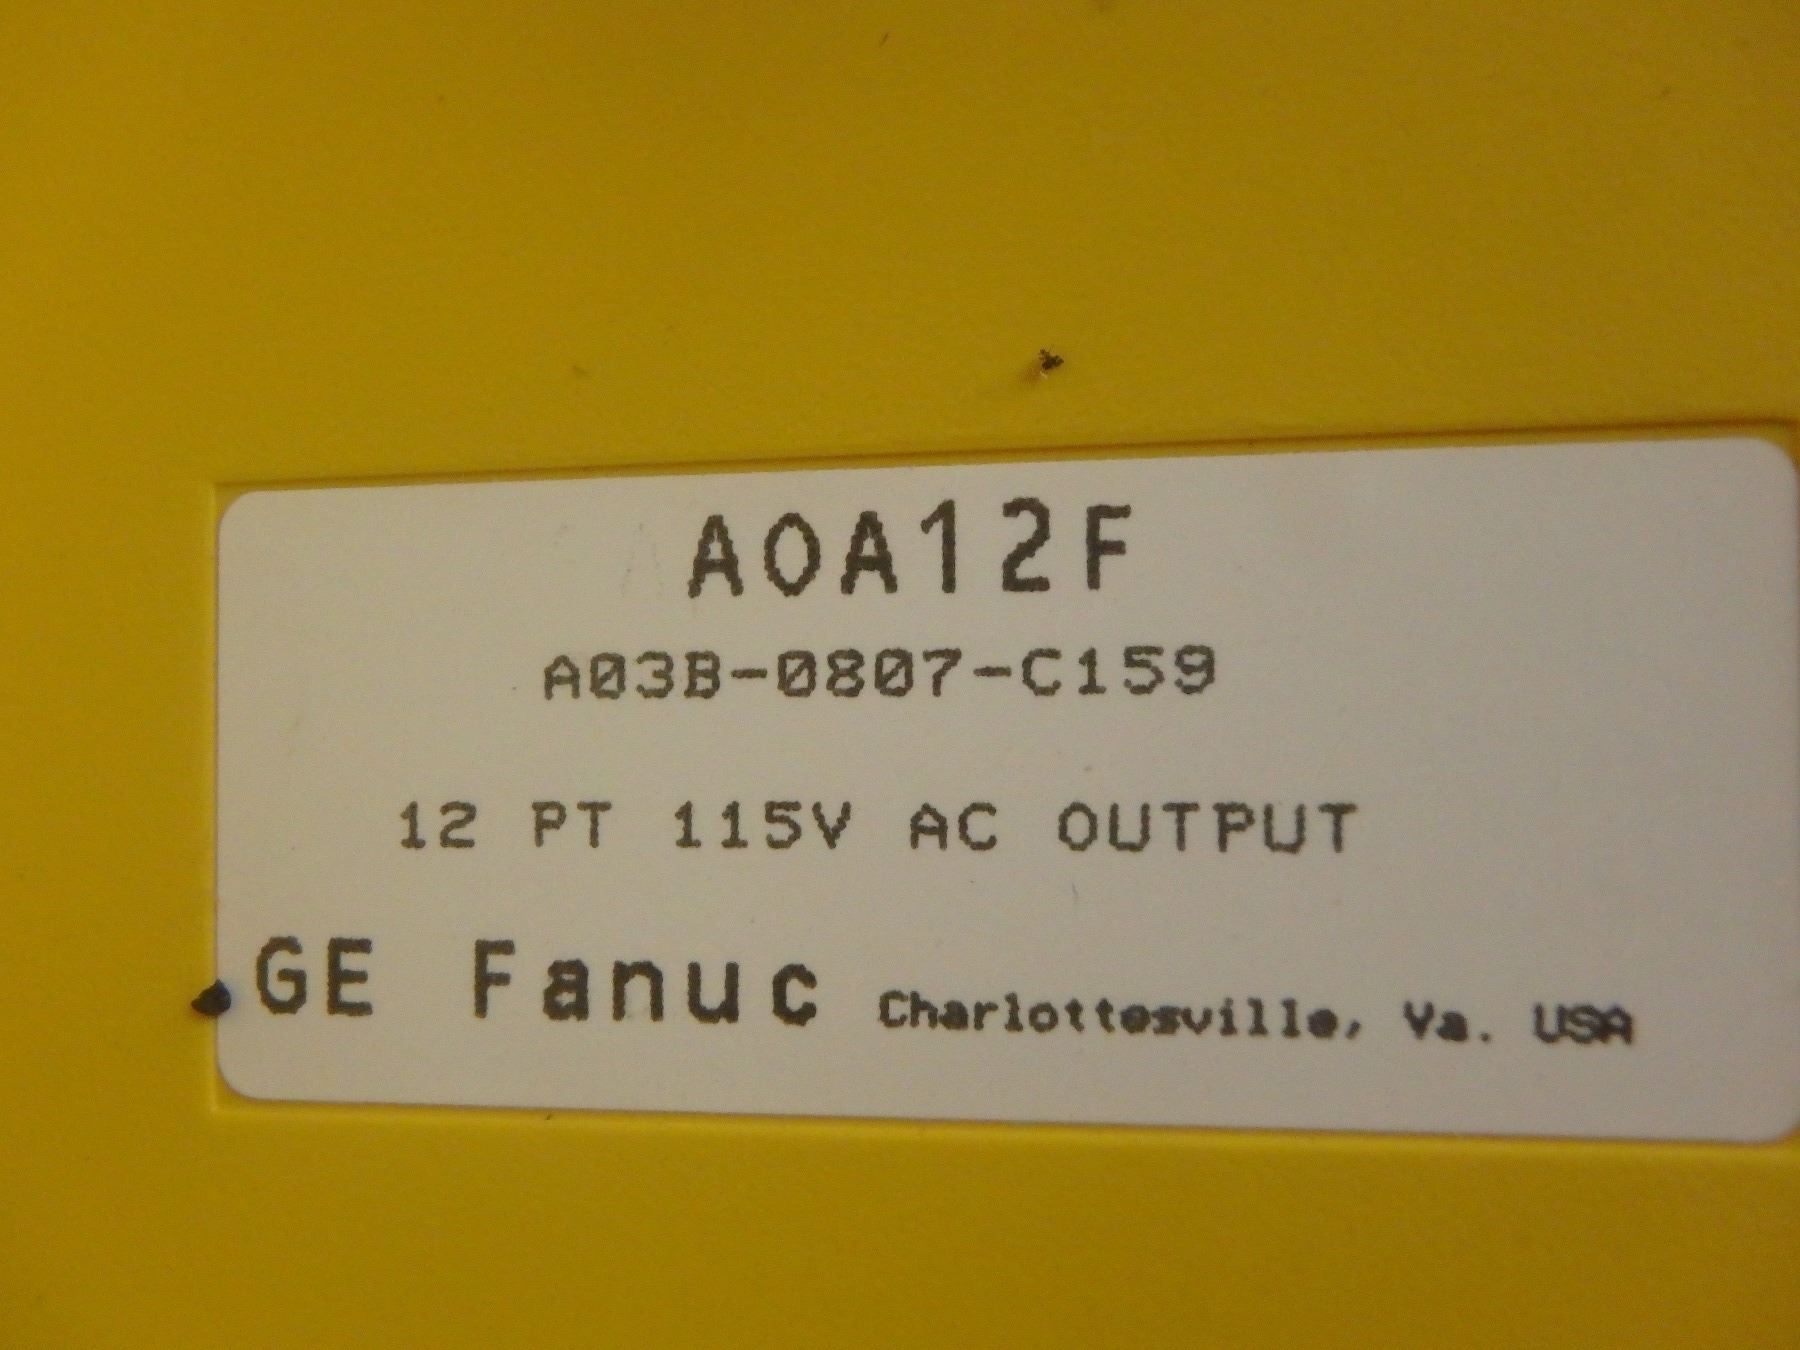 AOA12F
A03B-0807-C159
12 PT 115V AC OUTPUT
GE Fanuc Charlottesville, Va. USA